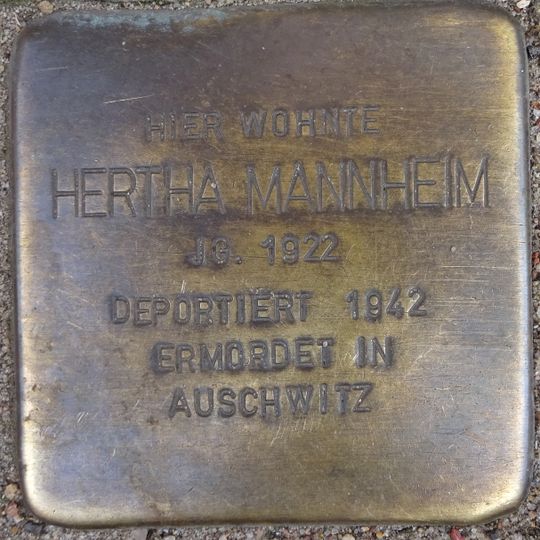 HIER WOHNTE
HERTHA MANNHEIM
JG. 1922
DEPORTIERT 1942
ERMORDET IN
AUSCHWITZ